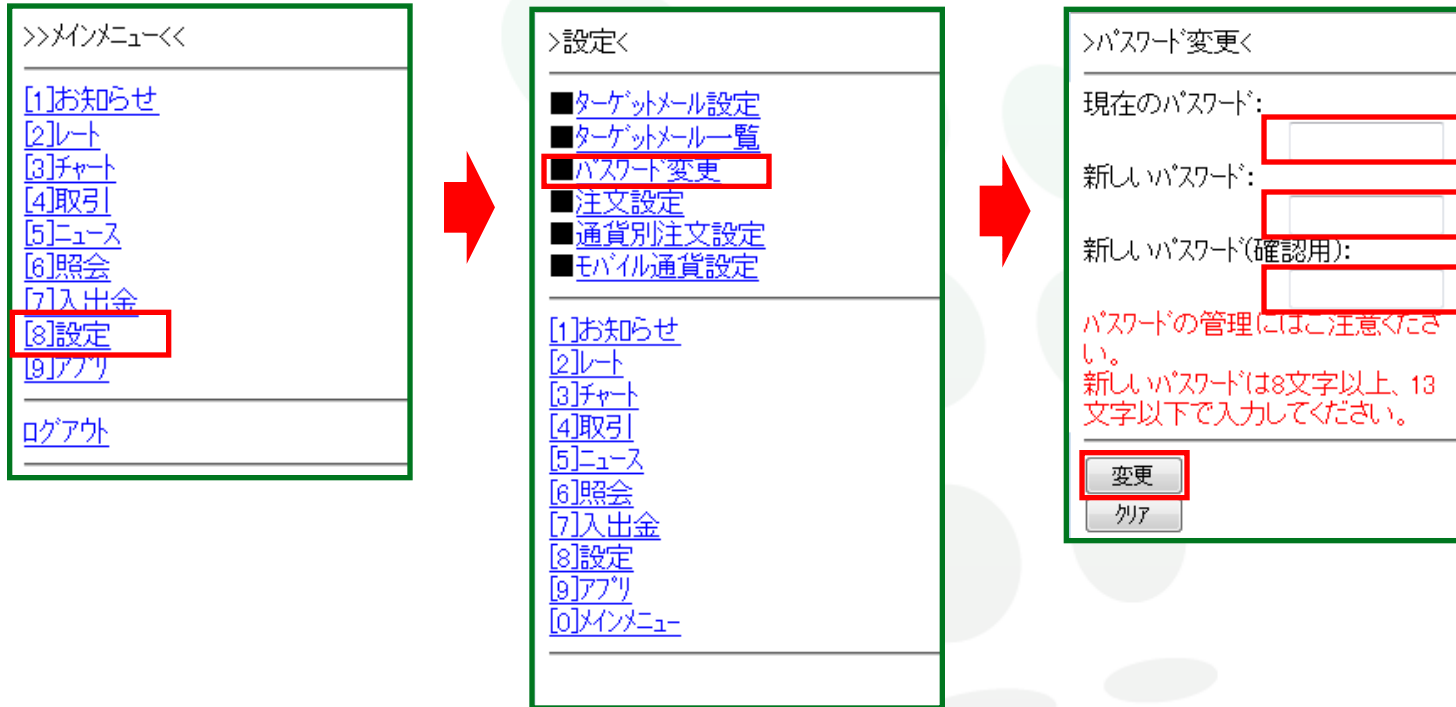 >>ﾒｲﾝﾒﾆｭｰ<<
[1]お知らせ
[2]ﾚｰﾄ
[3]ﾁｬｰﾄ
[4]取引
[5]ﾆｭｰｽ
[6]照会
[7]入出金
[8]設定
[9]ｱﾌﾟﾘ
ﾛｸﾞｱｳﾄ
>設定<
■ﾀｰｹﾞｯﾄﾒｰﾙ設定
■ﾀｰｹﾞｯﾄﾒｰﾙ一覧
■ﾊﾟｽﾜｰﾄﾞ変更
■注文設定
■通貨別注文設定
■ﾓﾊﾞｲﾙ通貨設定
[1]お知らせ
[2]ﾚｰﾄ
[3]ﾁｬｰﾄ
[4]取引
[5]ﾆｭｰｽ
[6]照会
[7]入出金
[8]設定
[9]ｱﾌﾟﾘ
[0]ﾒｲﾝﾒﾆｭｰ
>ﾊﾟｽﾜｰﾄﾞ変更<
現在のﾊﾟｽﾜｰﾄﾞ:
新しいﾊﾟｽﾜｰﾄﾞ:
新しいﾊﾟｽﾜｰﾄﾞ(確認用):
ﾊﾟｽﾜｰﾄﾞの管理にはご注意くださ
い。
新しいﾊﾟｽﾜｰﾄﾞは8文字以上、13
文字以下で入力してください。
変更
ｸﾘｱ